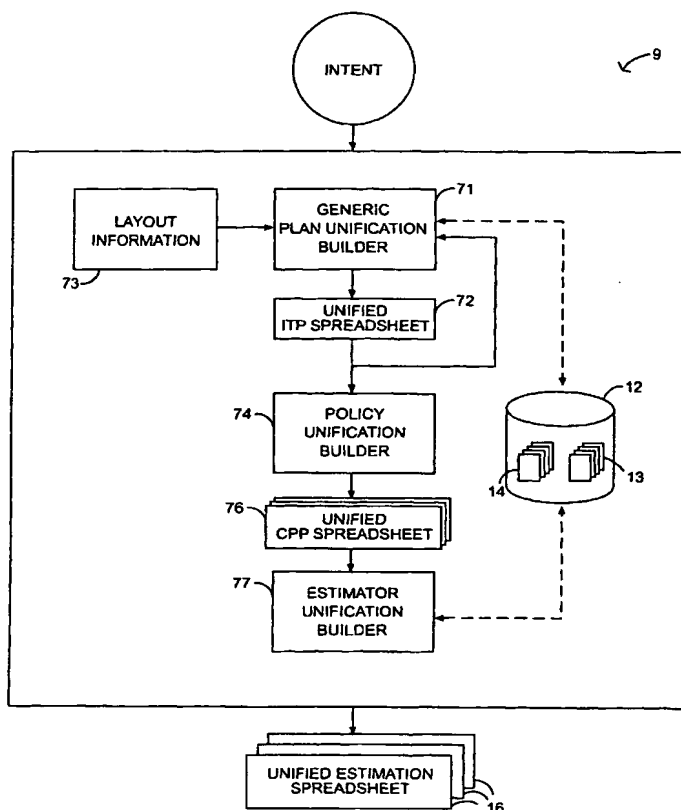 INTENT
9
71
LAYOUT
INFORMATION
73
GENERIC
PLAN UNIFICATION
BUILDER
UNIFIED
ITP SPREADSHEET
72
12
74
POLICY
UNIFICATION
BUILDER
14
13
76
UNIFIED
CPP SPREADSHEET
77
ESTIMATOR
UNIFICATION
BUILDER
UNIFIED ESTIMATION
SPREADSHEET
16